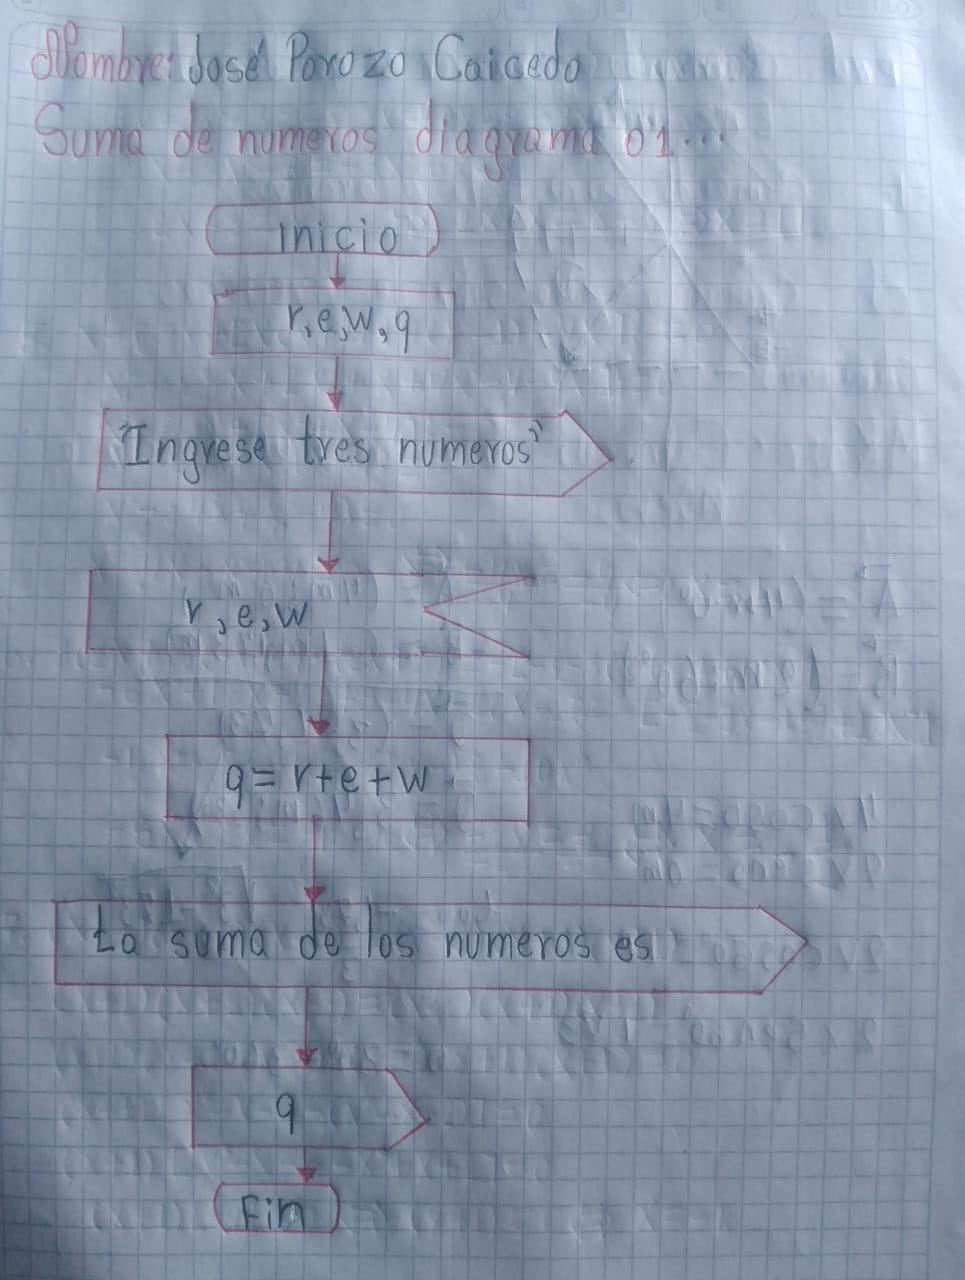 Nombre: José Porozo Caicedo
Suma de numeros diagrama 01...
inicio
r, e, w, q
"Ingrese tres numeros"
r, e, w
q = r + e + w
La suma de los numeros es
q
Fin